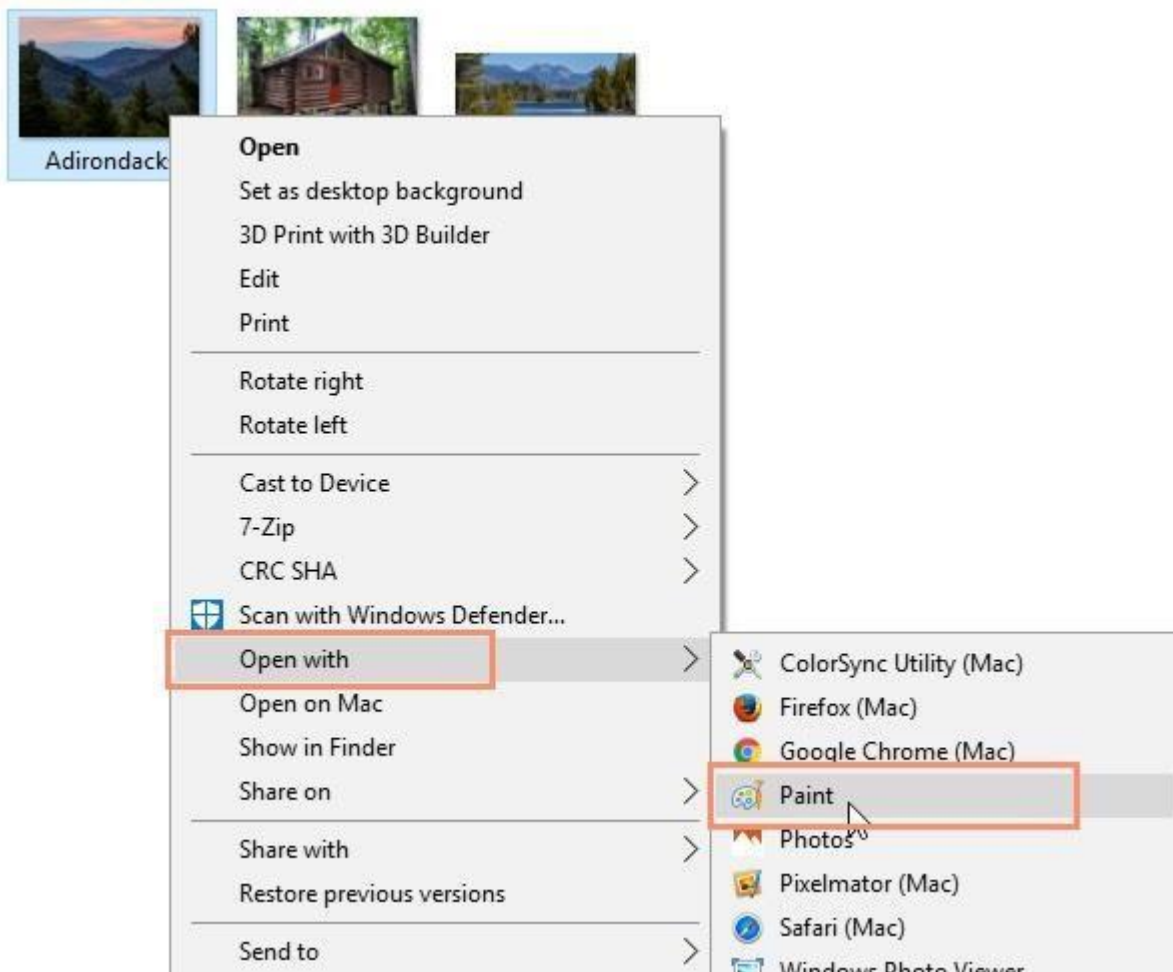 Adirondack
Open
Set as desktop background
3D Print with 3D Builder
Edit
Print
Rotate right
Rotate left
Cast to Device
7-Zip
CRC SHA
Scan with Windows Defender...
Open with
Open on Mac
Show in Finder
Share on
Share with
Restore previous versions
Send to
ColorSync Utility (Mac)
Firefox (Mac)
Google Chrome (Mac)
Paint
Photos
Pixelmator (Mac)
Safari (Mac)
Windows Photo Viewer